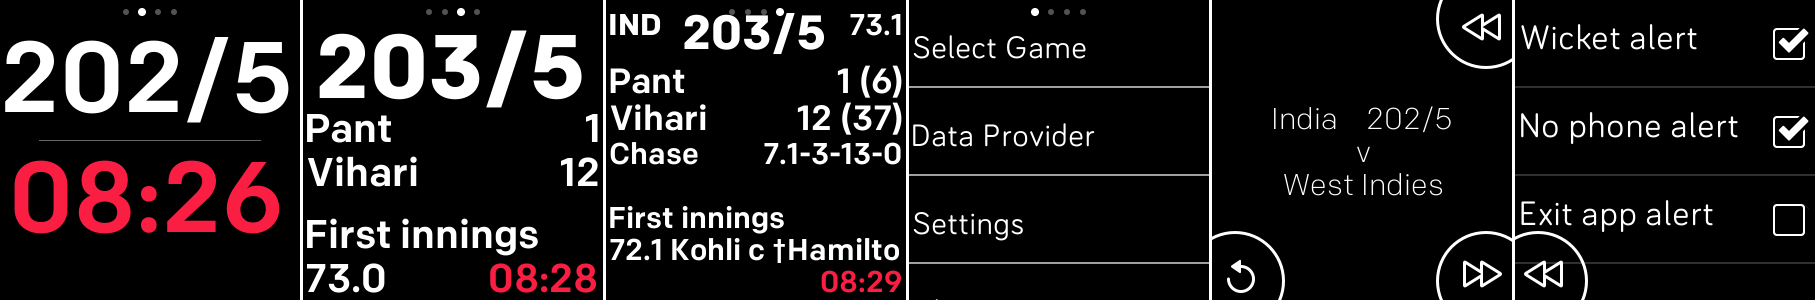 202/5
08:26
203/5
Pant 1
Vihari 12
First innings
73.0 08:28
IND 203/5 73.1
Pant 1 (6)
Vihari 12 (37)
Chase 7.1-3-13-0
First innings
72.1 Kohli c †Hamilto
08:29
Select Game
Data Provider
Settings
India 202/5
v
West Indies
Wicket alert
No phone alert
Exit app alert